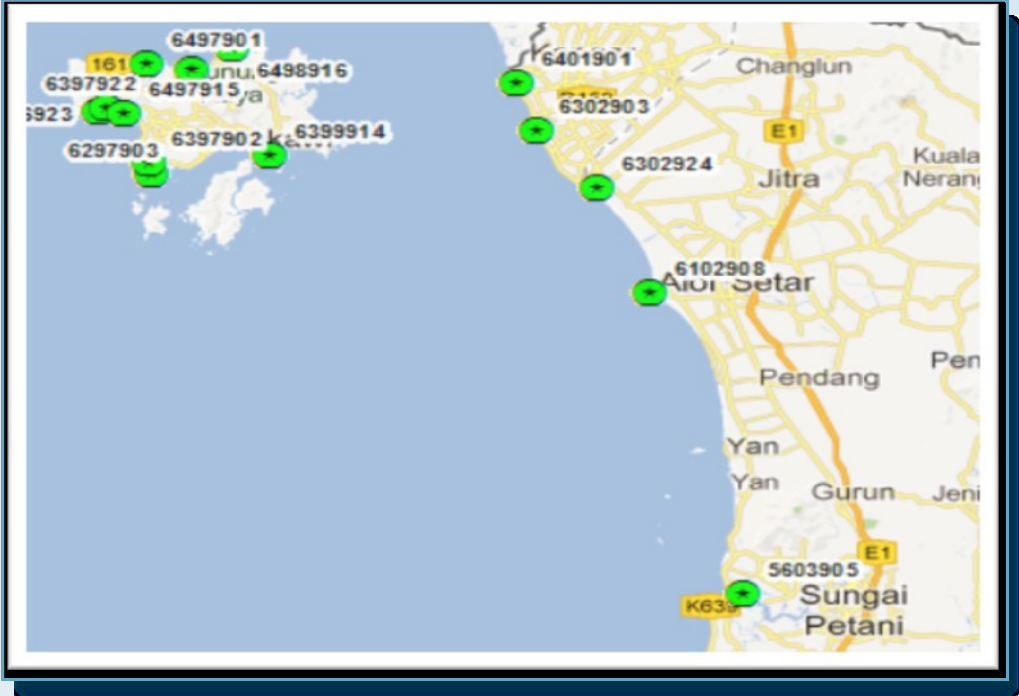 6497901
161
6498916
6397922
6497915
6923
6397902
6399914
6297903
6401901
Changlun
6302903
E1
Kuala
Nerang
6302924
Jitra
6102908
Alor Setar
Pen
Pendang
Yan
Yan
Gurun
Jeni
E1
5603905
K639
Sungai
Petani